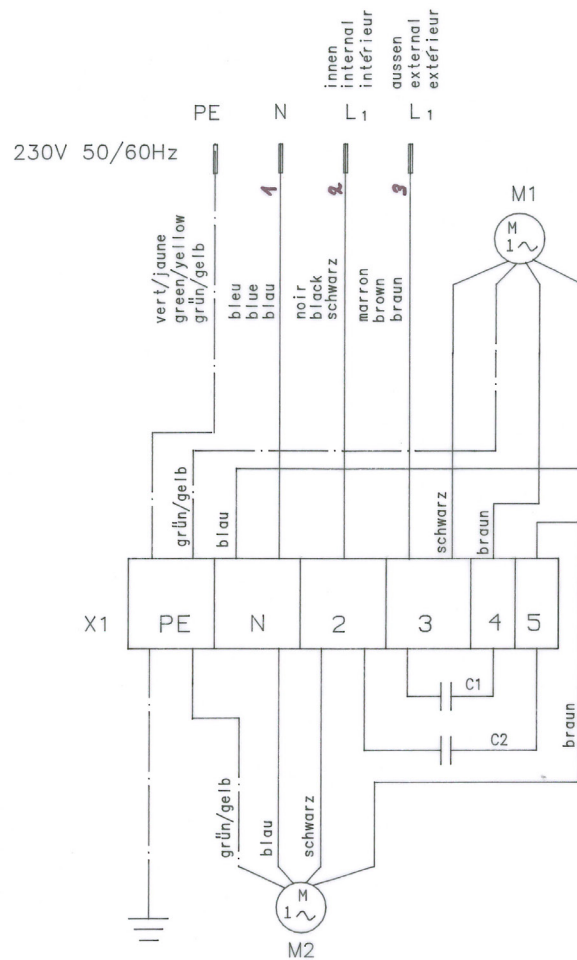 innen
internal
intérieur
aussen
external
extérieur
PE N L1 L1
230V 50/60Hz
1 2 3
M1
M
1~
vert/jaune
green/yellow
grün/gelb
bleu
blue
blau
noir
black
schwarz
marron
brown
braun
grün/gelb
blau
schwarz
braun
X1 PE N 2 3 4 5
C1
C2
braun
grün/gelb
blau
schwarz
M
1~
M2